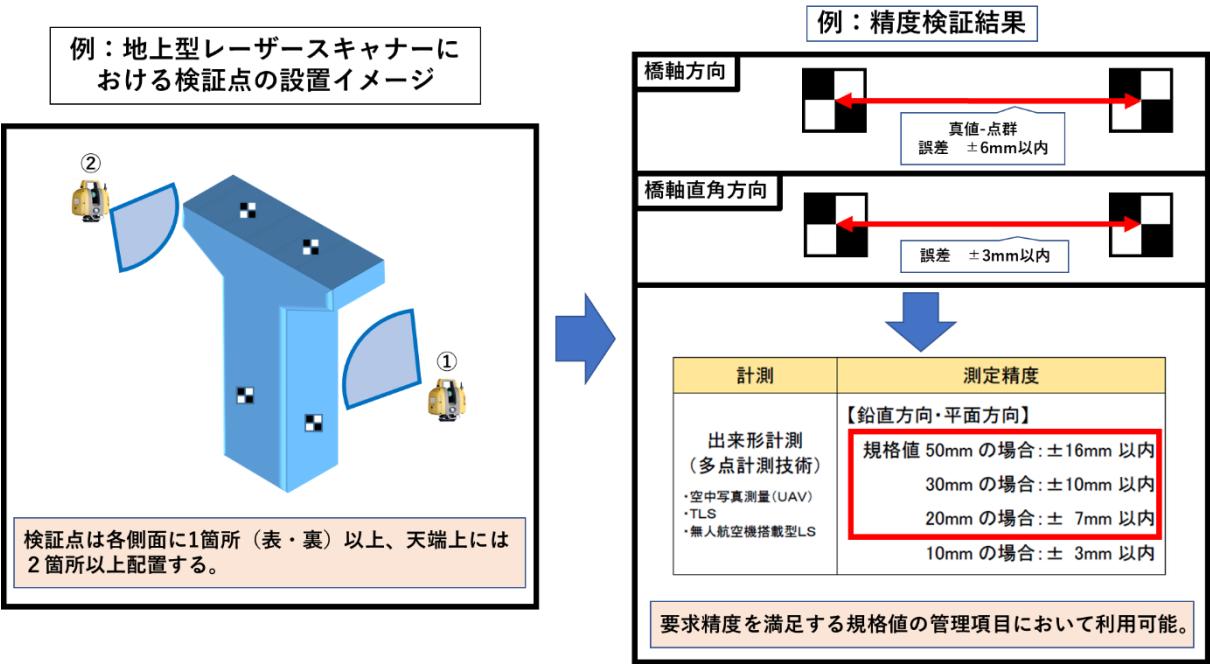 例：地上型レーザースキャナーに
おける検証点の設置イメージ
②
①
検証点は各側面に1箇所（表・裏）以上、天端上には
２箇所以上配置する。
例：精度検証結果
橋軸方向
真値-点群
誤差　±6mm以内
橋軸直角方向
誤差　±3mm以内
計測
測定精度
出来形計測
（多点計測技術）
・空中写真測量（UAV）
・TLS
・無人航空機搭載型LS
【鉛直方向・平面方向】
規格値 50mm の場合：±16mm 以内
30mm の場合：±10mm 以内
20mm の場合：± 7mm 以内
10mm の場合：± 3mm 以内
要求精度を満足する規格値の管理項目において利用可能。